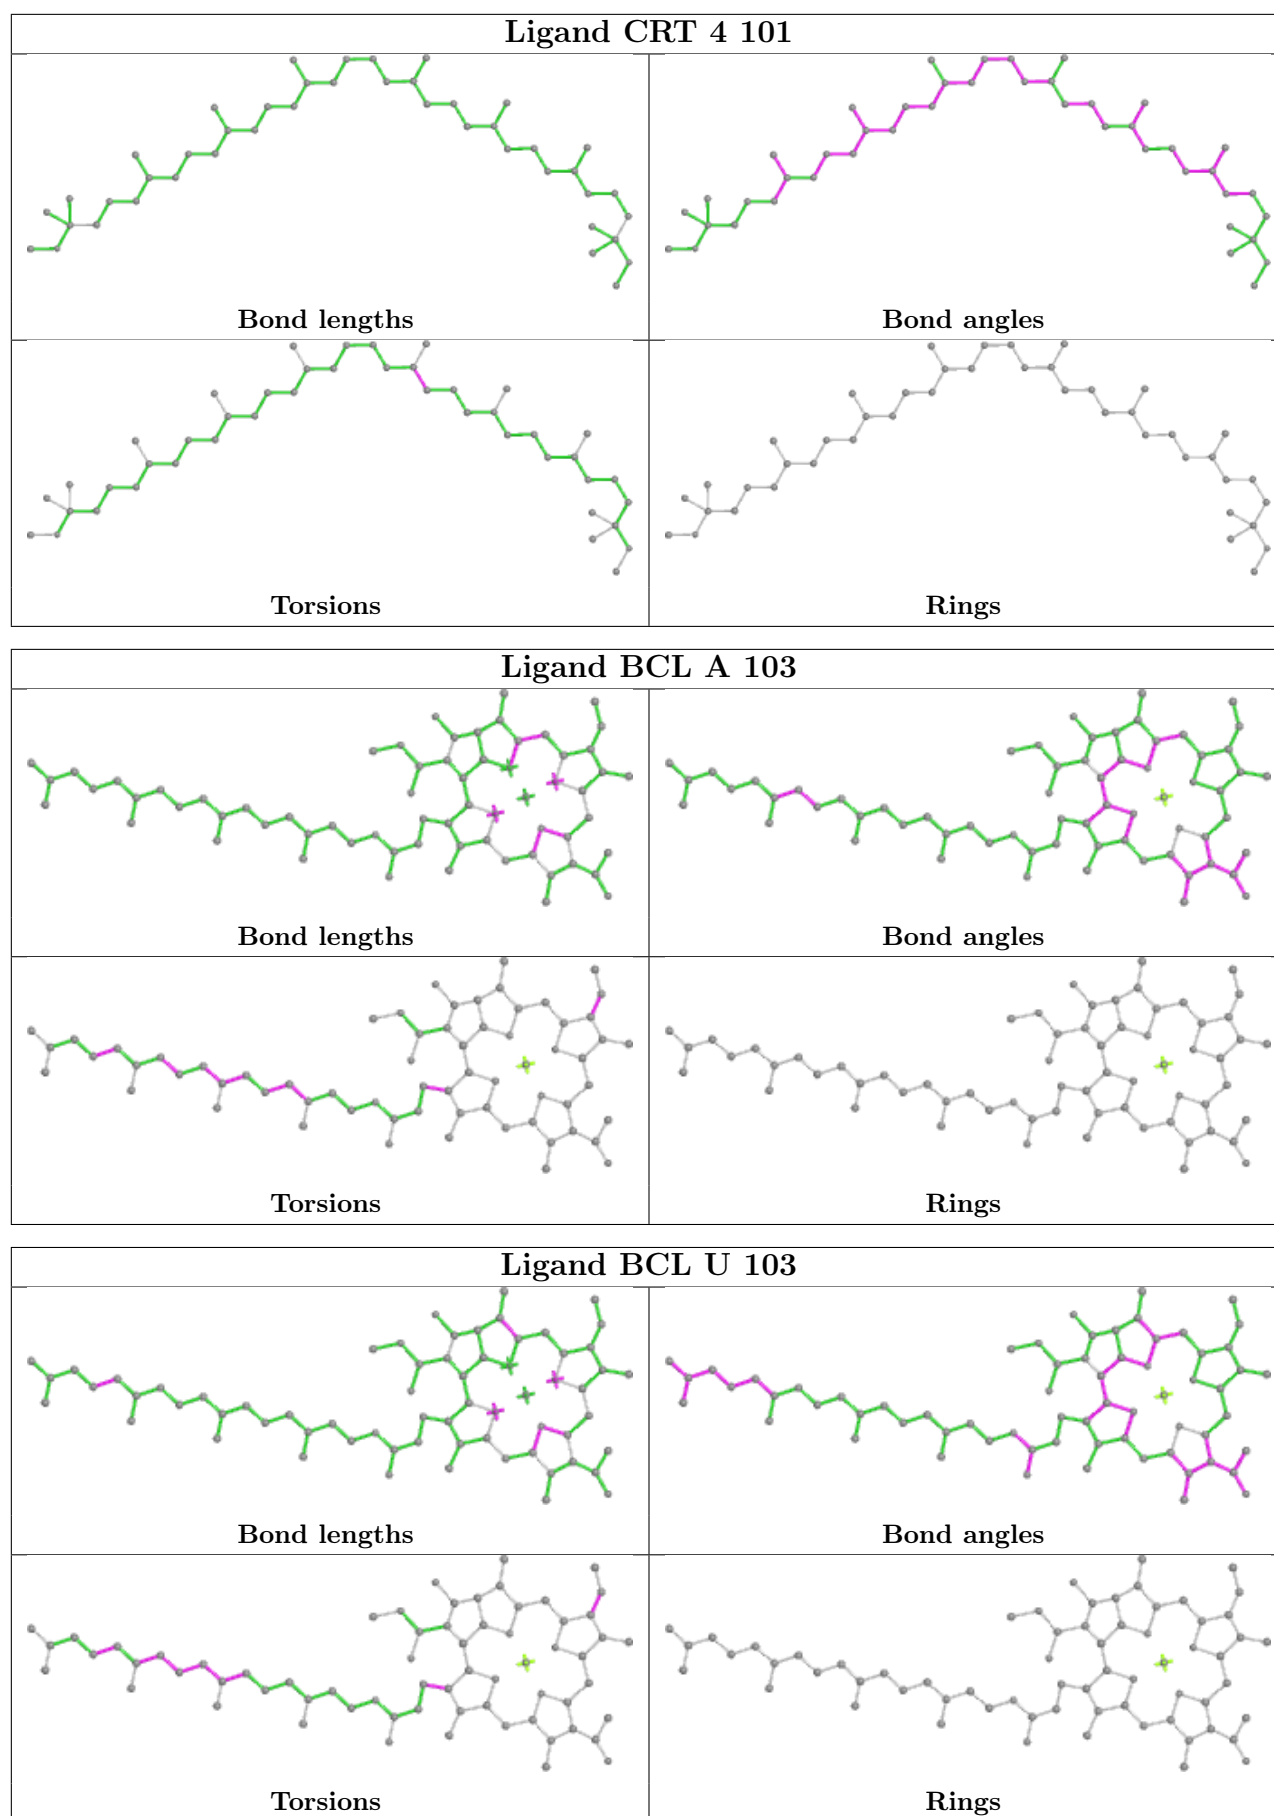 Ligand CRT 4 101
Bond lengths
Bond angles
Torsions
Rings
Ligand BCL A 103
Bond lengths
Bond angles
Torsions
Rings
Ligand BCL U 103
Bond lengths
Bond angles
Torsions
Rings